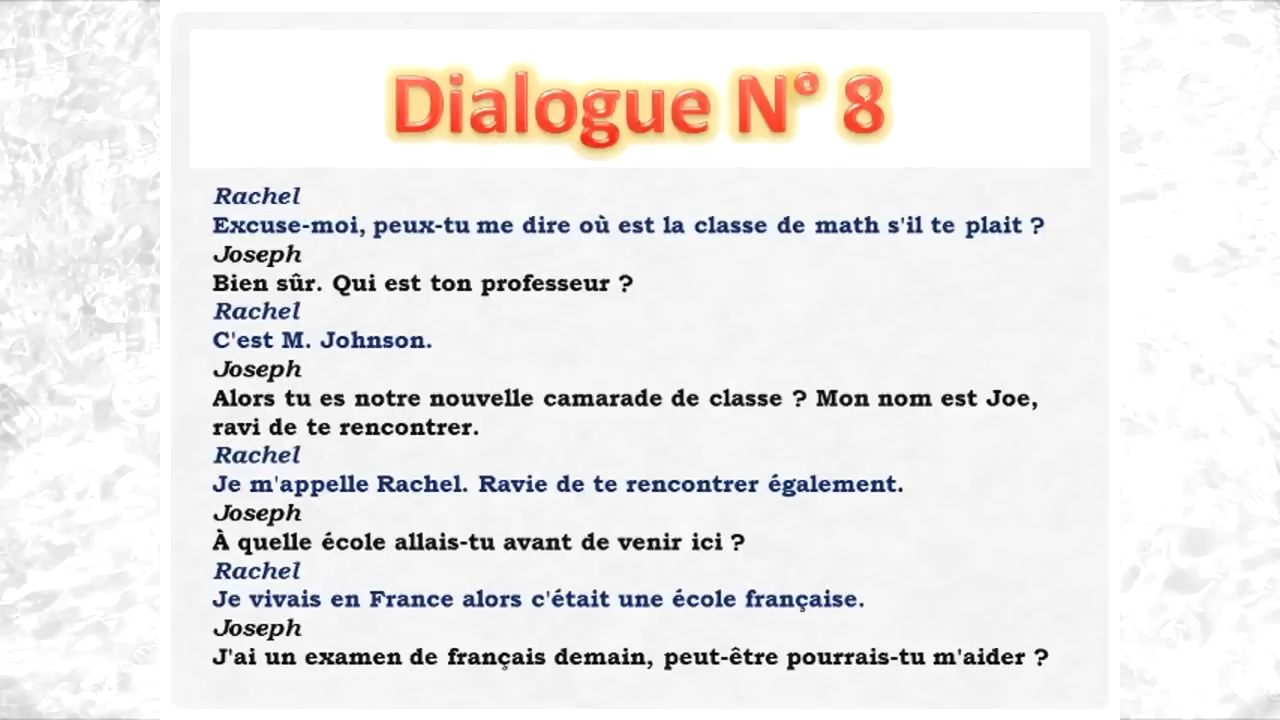 Dialogue N° 8
Rachel
Excuse-moi, peux-tu me dire où est la classe de math s'il te plait ?
Joseph
Bien sûr. Qui est ton professeur ?
Rachel
C'est M. Johnson.
Joseph
Alors tu es notre nouvelle camarade de classe ? Mon nom est Joe,
ravi de te rencontrer.
Rachel
Je m'appelle Rachel. Ravie de te rencontrer également.
Joseph
À quelle école allais-tu avant de venir ici ?
Rachel
Je vivais en France alors c'était une école française.
Joseph
J'ai un examen de français demain, peut-être pourrais-tu m'aider ?